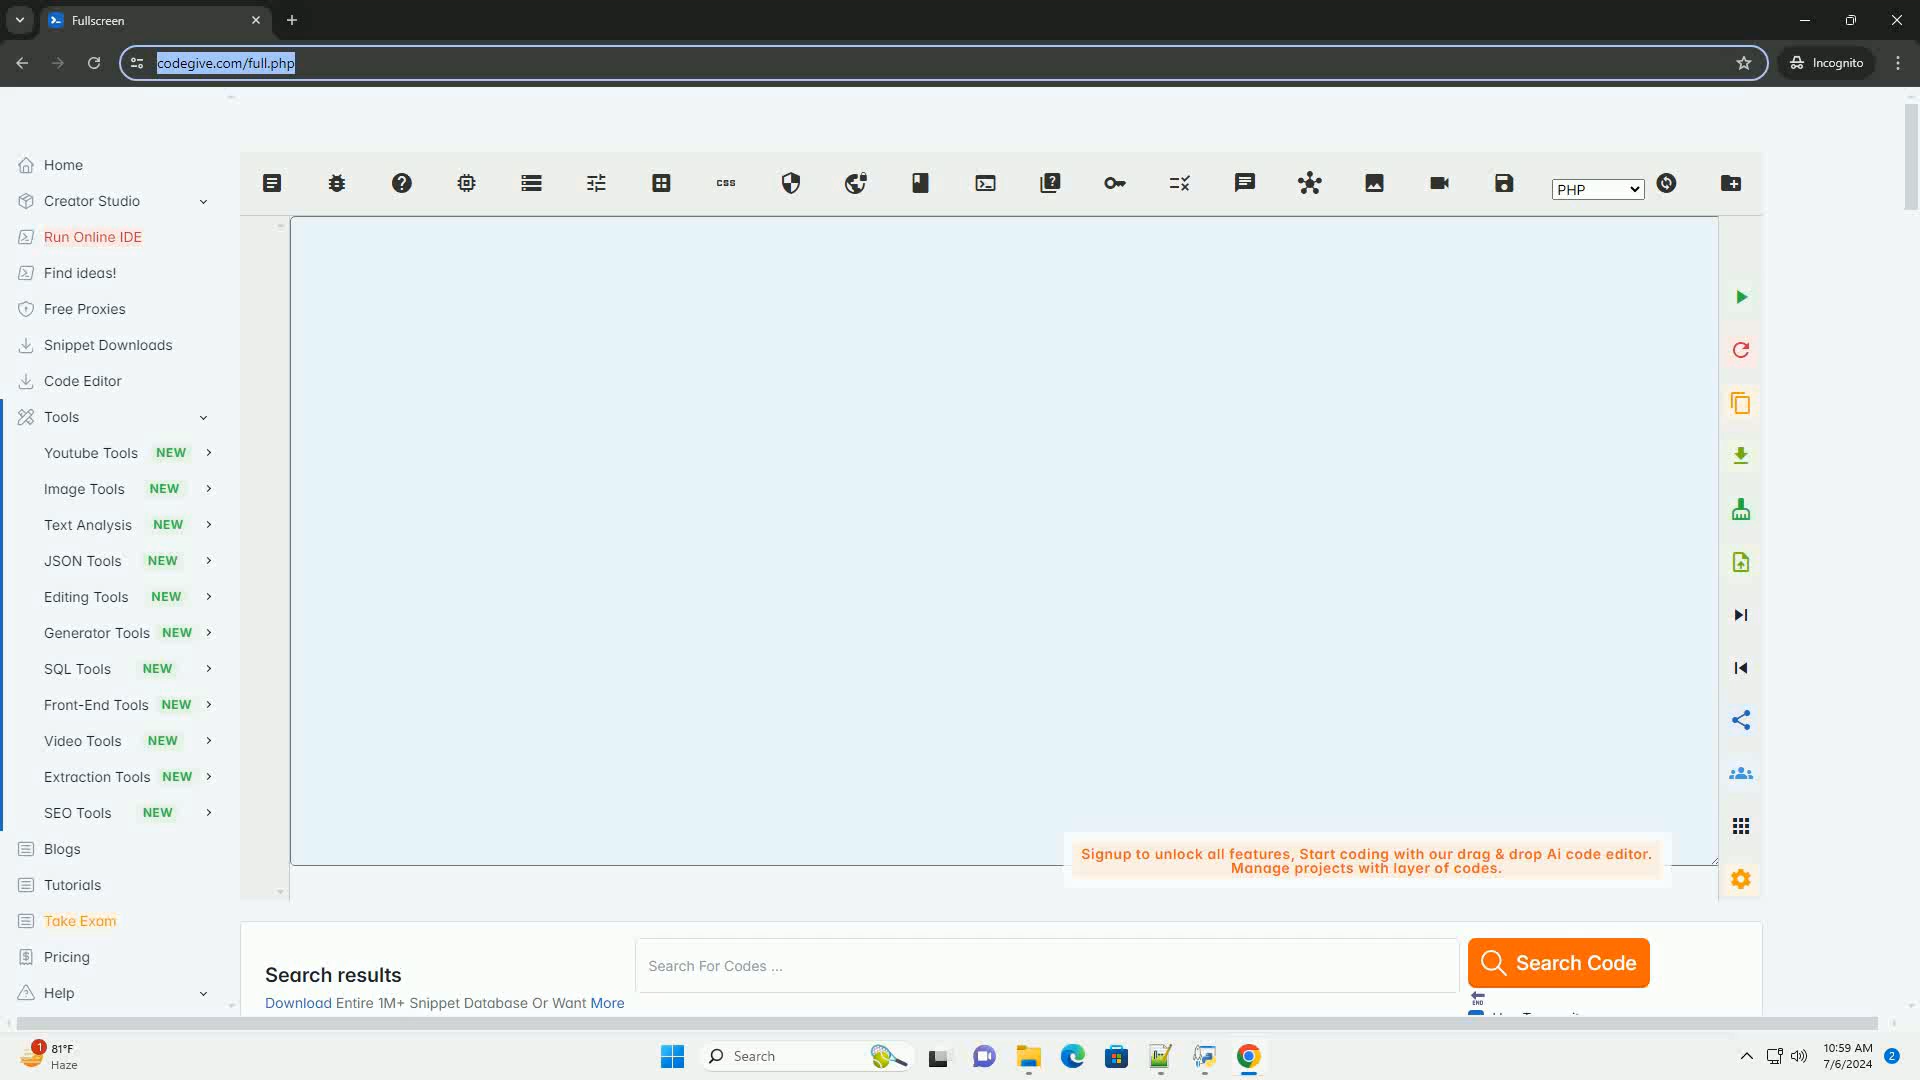 Fullscreen
codegive.com/full.php
Incognito
Home
Creator Studio
Run Online IDE
Find ideas!
Free Proxies
Snippet Downloads
Code Editor
Tools
Youtube Tools NEW
Image Tools NEW
Text Analysis NEW
JSON Tools NEW
Editing Tools NEW
Generator Tools NEW
SQL Tools NEW
Front-End Tools NEW
Video Tools NEW
Extraction Tools NEW
SEO Tools NEW
Blogs
Tutorials
Take Exam
Pricing
Help
CSS
PHP
Signup to unlock all features, Start coding with our drag & drop Ai code editor.
Manage projects with layer of codes.
Search results
Download Entire 1M+ Snippet Database Or Want More
Search For Codes ...
Search Code
END
1
81°F
Haze
Search
10:59 AM
7/6/2024
2